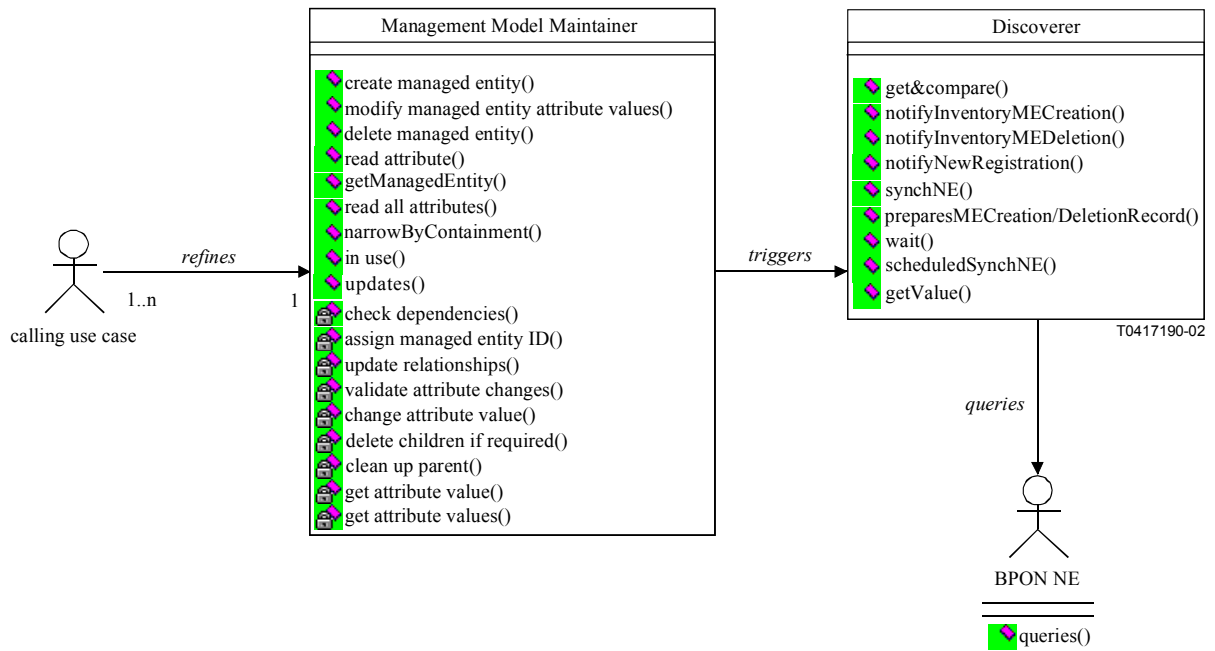 Management Model Maintainer
create managed entity()
modify managed entity attribute values()
delete managed entity()
read attribute()
getManagedEntity()
read all attributes()
narrowByContainment()
in use()
updates()
check dependencies()
assign managed entity ID()
update relationships()
validate attribute changes()
change attribute value()
delete children if required()
clean up parent()
get attribute value()
get attribute values()
Discoverer
get&compare()
notifyInventoryMECreation()
notifyInventoryMEDeletion()
notifyNewRegistration()
synchNE()
preparesMECreation/DeletionRecord()
wait()
scheduledSynchNE()
getValue()
T0417190-02
refines
1..n
1
calling use case
triggers
queries
BPON NE
queries()